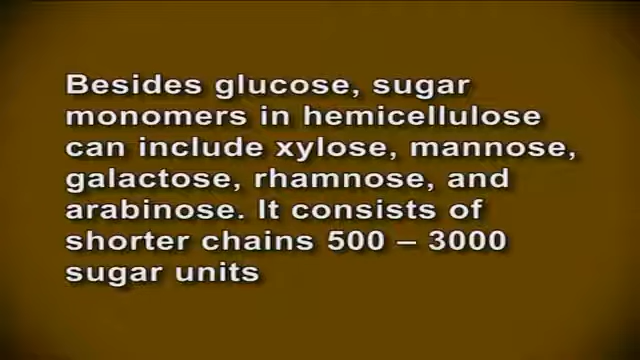 Besides glucose, sugar
monomers in hemicellulose
can include xylose, mannose,
galactose, rhamnose, and
arabinose. It consists of
shorter chains 500 – 3000
sugar units